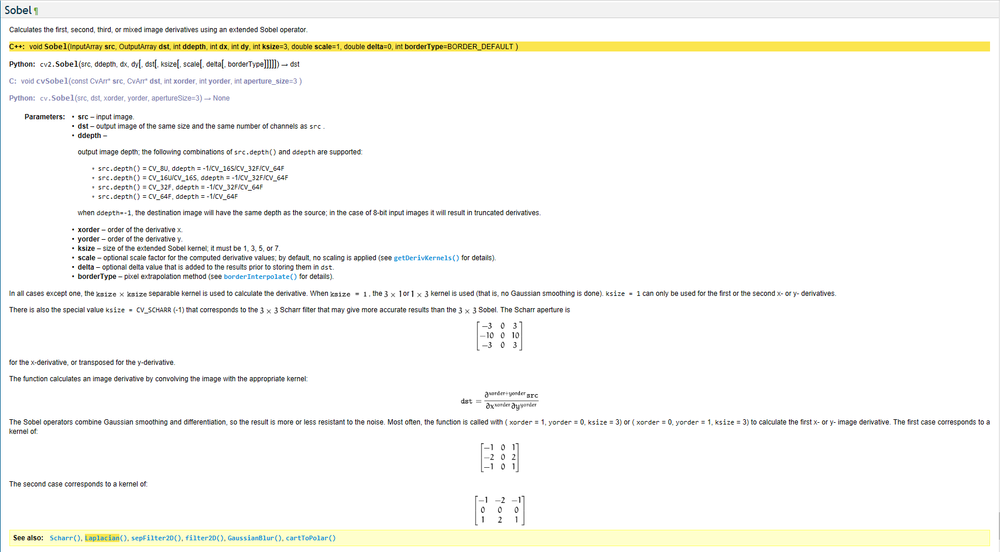 Sobel¶
Calculates the first, second, third, or mixed image derivatives using an extended Sobel operator.
C++: void Sobel(InputArray src, OutputArray dst, int ddepth, int dx, int dy, int ksize=3, double scale=1, double delta=0, int borderType=BORDER_DEFAULT )
Python: cv2.Sobel(src, ddepth, dx, dy[, dst[, ksize[, scale[, delta[, borderType]]]]]) → dst
C: void cvSobel(const CvArr* src, CvArr* dst, int xorder, int yorder, int aperture_size=3 )
Python: cv.Sobel(src, dst, xorder, yorder, apertureSize=3) → None
Parameters: • src – input image.
• dst – output image of the same size and the same number of channels as src .
• ddepth –
output image depth; the following combinations of src.depth() and ddepth are supported:
◦ src.depth() = CV_8U, ddepth = -1/CV_16S/CV_32F/CV_64F
◦ src.depth() = CV_16U/CV_16S, ddepth = -1/CV_32F/CV_64F
◦ src.depth() = CV_32F, ddepth = -1/CV_32F/CV_64F
◦ src.depth() = CV_64F, ddepth = -1/CV_64F
when ddepth=-1, the destination image will have the same depth as the source; in the case of 8-bit input images it will result in truncated derivatives.
• xorder – order of the derivative x.
• yorder – order of the derivative y.
• ksize – size of the extended Sobel kernel; it must be 1, 3, 5, or 7.
• scale – optional scale factor for the computed derivative values; by default, no scaling is applied (see getDerivKernels() for details).
• delta – optional delta value that is added to the results prior to storing them in dst.
• borderType – pixel extrapolation method (see borderInterpolate() for details).
In all cases except one, the ksize × ksize separable kernel is used to calculate the derivative. When ksize = 1, the 3 × 1 or 1 × 3 kernel is used (that is, no Gaussian smoothing is done). ksize = 1 can only be used for the first or the second x- or y- derivatives.
There is also the special value ksize = CV_SCHARR (-1) that corresponds to the 3 × 3 Scharr filter that may give more accurate results than the 3 × 3 Sobel. The Scharr aperture is
−3 0 3
−10 0 10
−3 0 3
for the x-derivative, or transposed for the y-derivative.
The function calculates an image derivative by convolving the image with the appropriate kernel:
dst = ∂^{xorder+yorder} src / ∂x^{xorder} ∂y^{yorder}
The Sobel operators combine Gaussian smoothing and differentiation, so the result is more or less resistant to the noise. Most often, the function is called with ( xorder = 1, yorder = 0, ksize = 3) or ( xorder = 0, yorder = 1, ksize = 3) to calculate the first x- or y- image derivative. The first case corresponds to a
kernel of:
−1 0 1
−2 0 2
−1 0 1
The second case corresponds to a kernel of:
−1 −2 −1
0 0 0
1 2 1
See also: Scharr(), Laplacian(), sepFilter2D(), filter2D(), GaussianBlur(), cartToPolar()